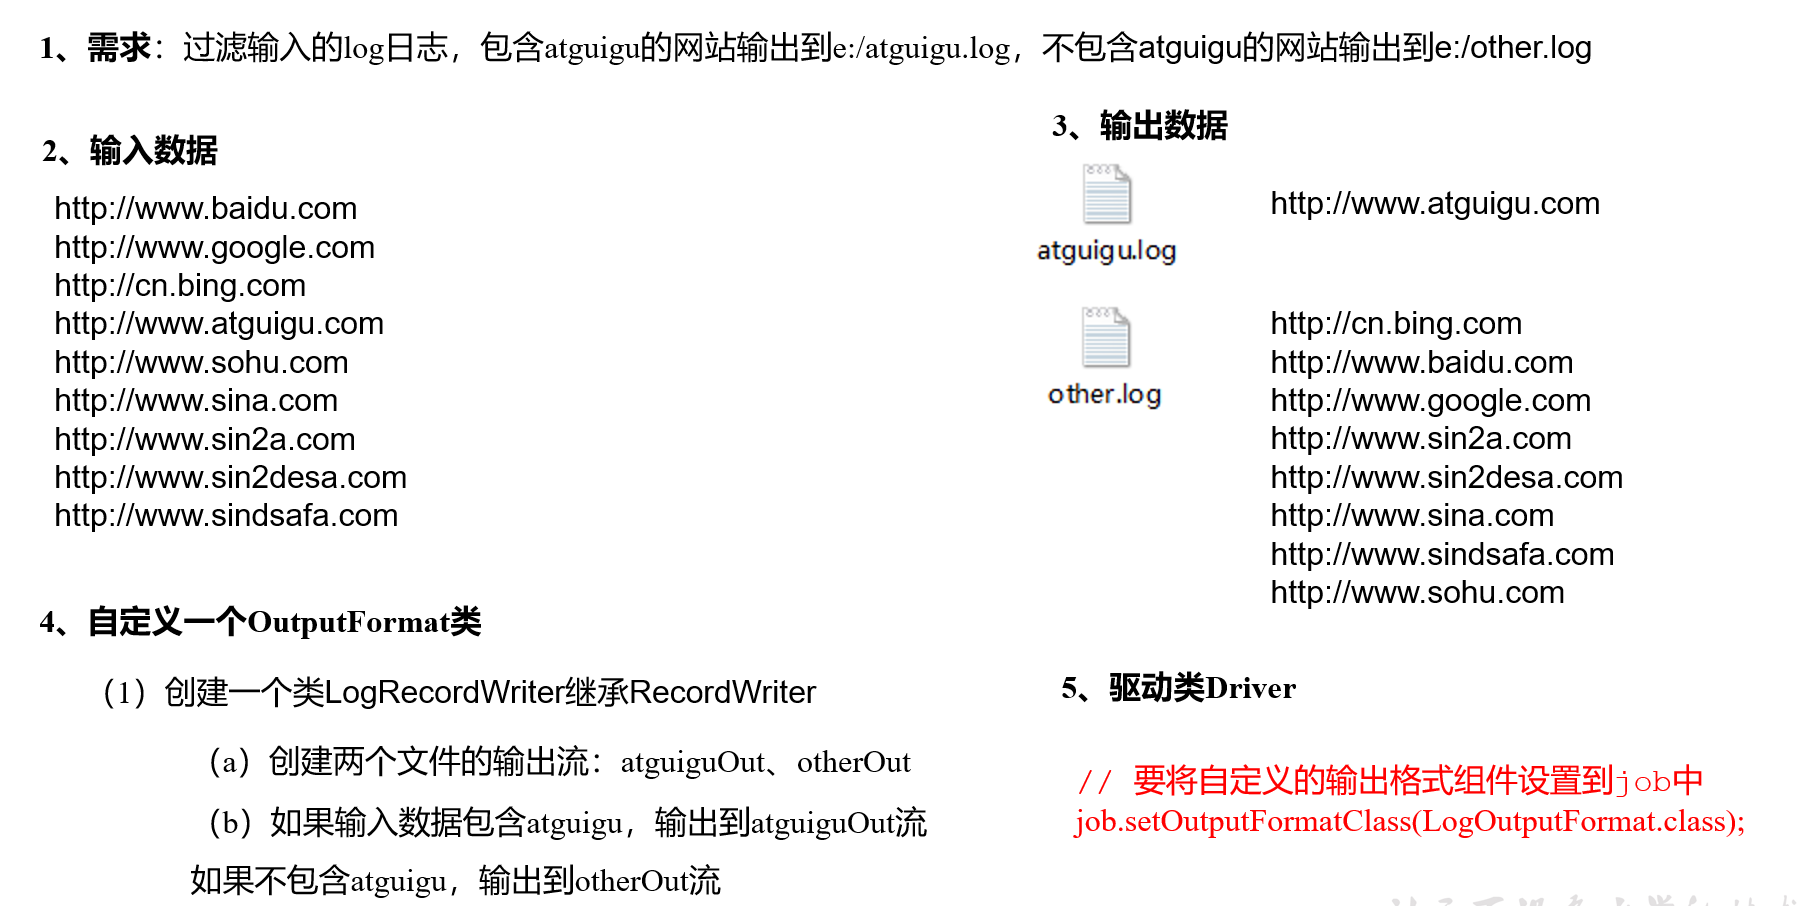 1、需求：过滤输入的log日志，包含atguigu的网站输出到e:/atguigu.log，不包含atguigu的网站输出到e:/other.log
2、输入数据
http://www.baidu.com
http://www.google.com
http://cn.bing.com
http://www.atguigu.com
http://www.sohu.com
http://www.sina.com
http://www.sin2a.com
http://www.sin2desa.com
http://www.sindsafa.com
3、输出数据
atguigu.log
http://www.atguigu.com
other.log
http://cn.bing.com
http://www.baidu.com
http://www.google.com
http://www.sin2a.com
http://www.sin2desa.com
http://www.sina.com
http://www.sindsafa.com
http://www.sohu.com
4、自定义一个OutputFormat类
（1）创建一个类LogRecordWriter继承RecordWriter
（a）创建两个文件的输出流：atguiguOut、otherOut
（b）如果输入数据包含atguigu，输出到atguiguOut流
如果不包含atguigu，输出到otherOut流
5、驱动类Driver
// 要将自定义的输出格式组件设置到job中
job.setOutputFormatClass(LogOutputFormat.class);